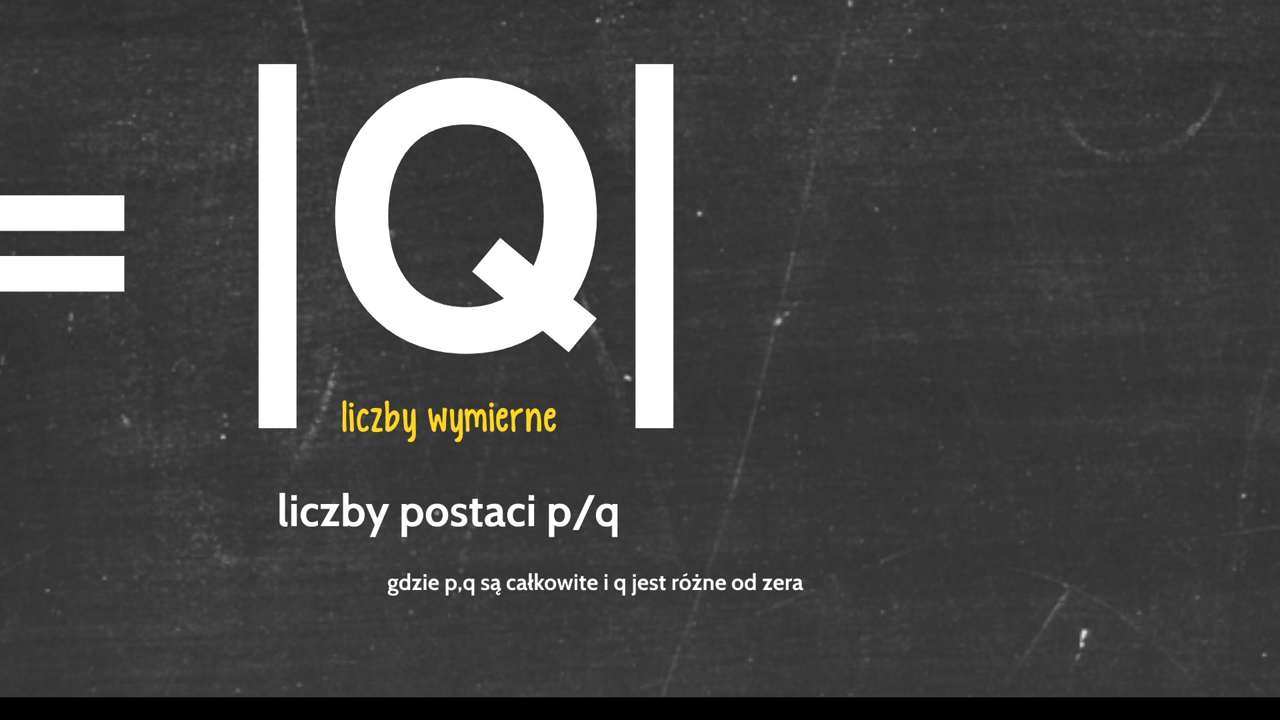 = |Q|
liczby wymierne
liczby postaci p/q
gdzie p,q są całkowite i q jest różne od zera